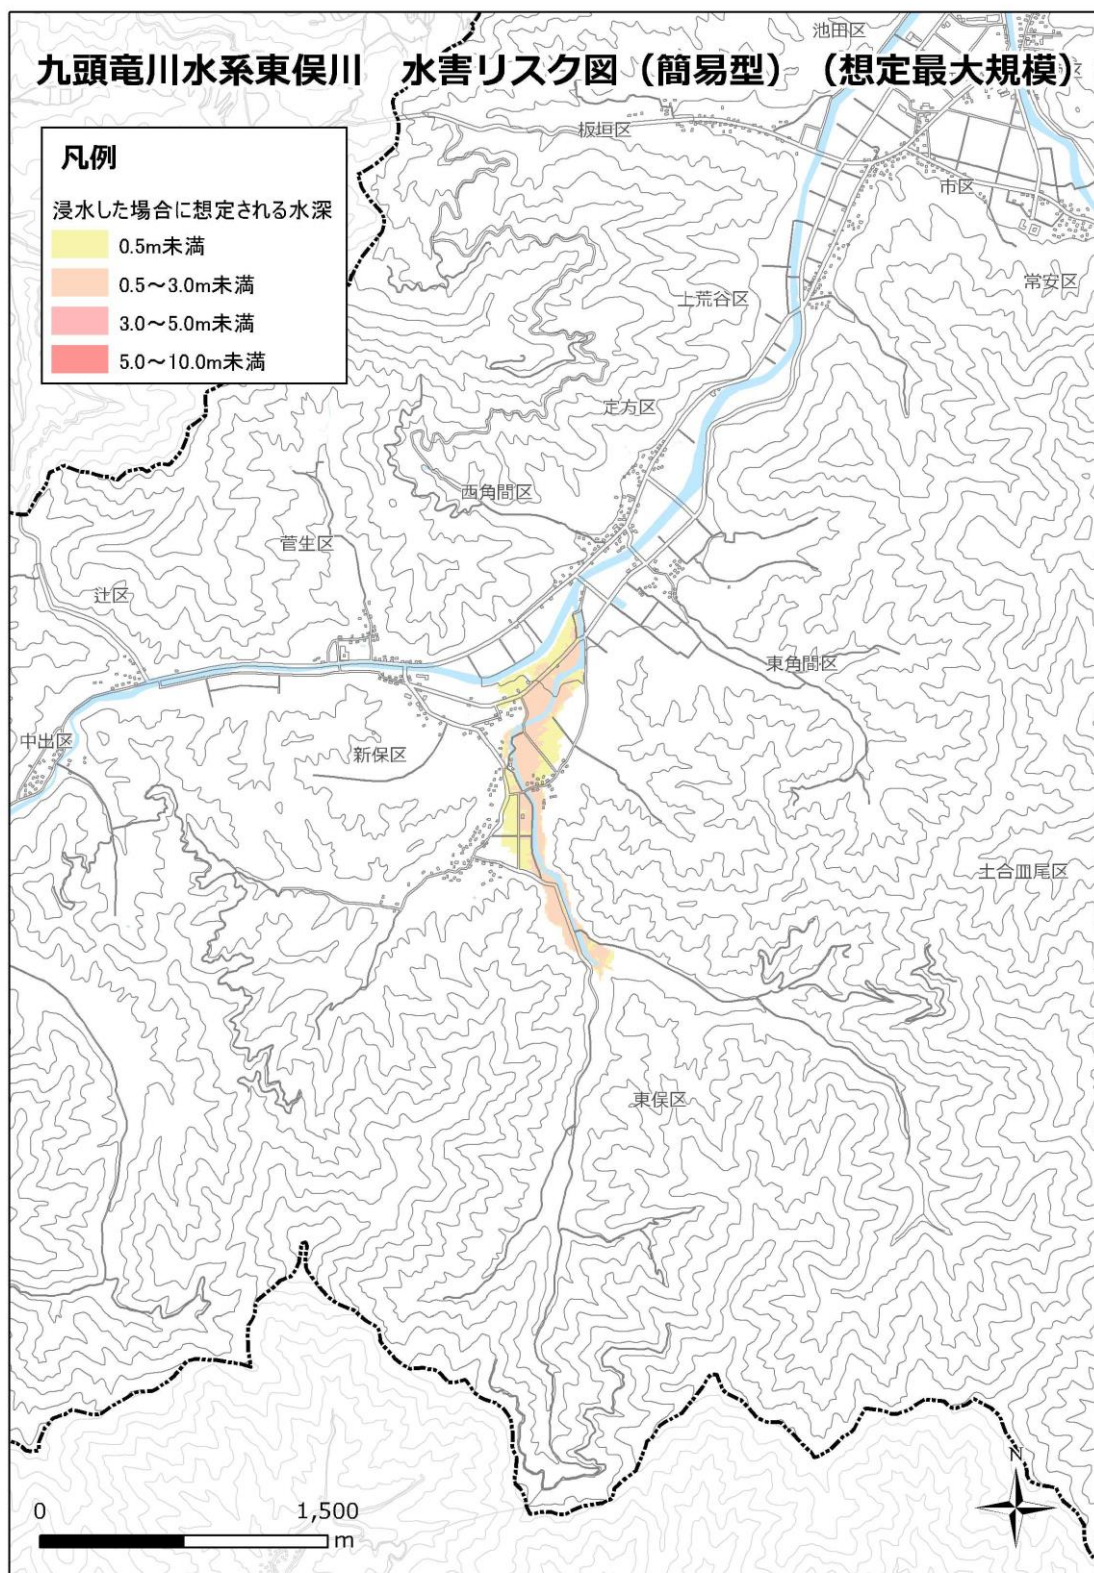 池田区
九頭竜川水系東俣川　水害リスク図（簡易型）（想定最大規模）
凡例
浸水した場合に想定される水深
0.5m未満
0.5～3.0m未満
3.0～5.0m未満
5.0～10.0m未満
板垣区
市区
常安区
上荒谷区
定方区
西角間区
菅生区
辻区
東角間区
中出区
新保区
土合皿尾区
東俣区
N
0 1,500
m